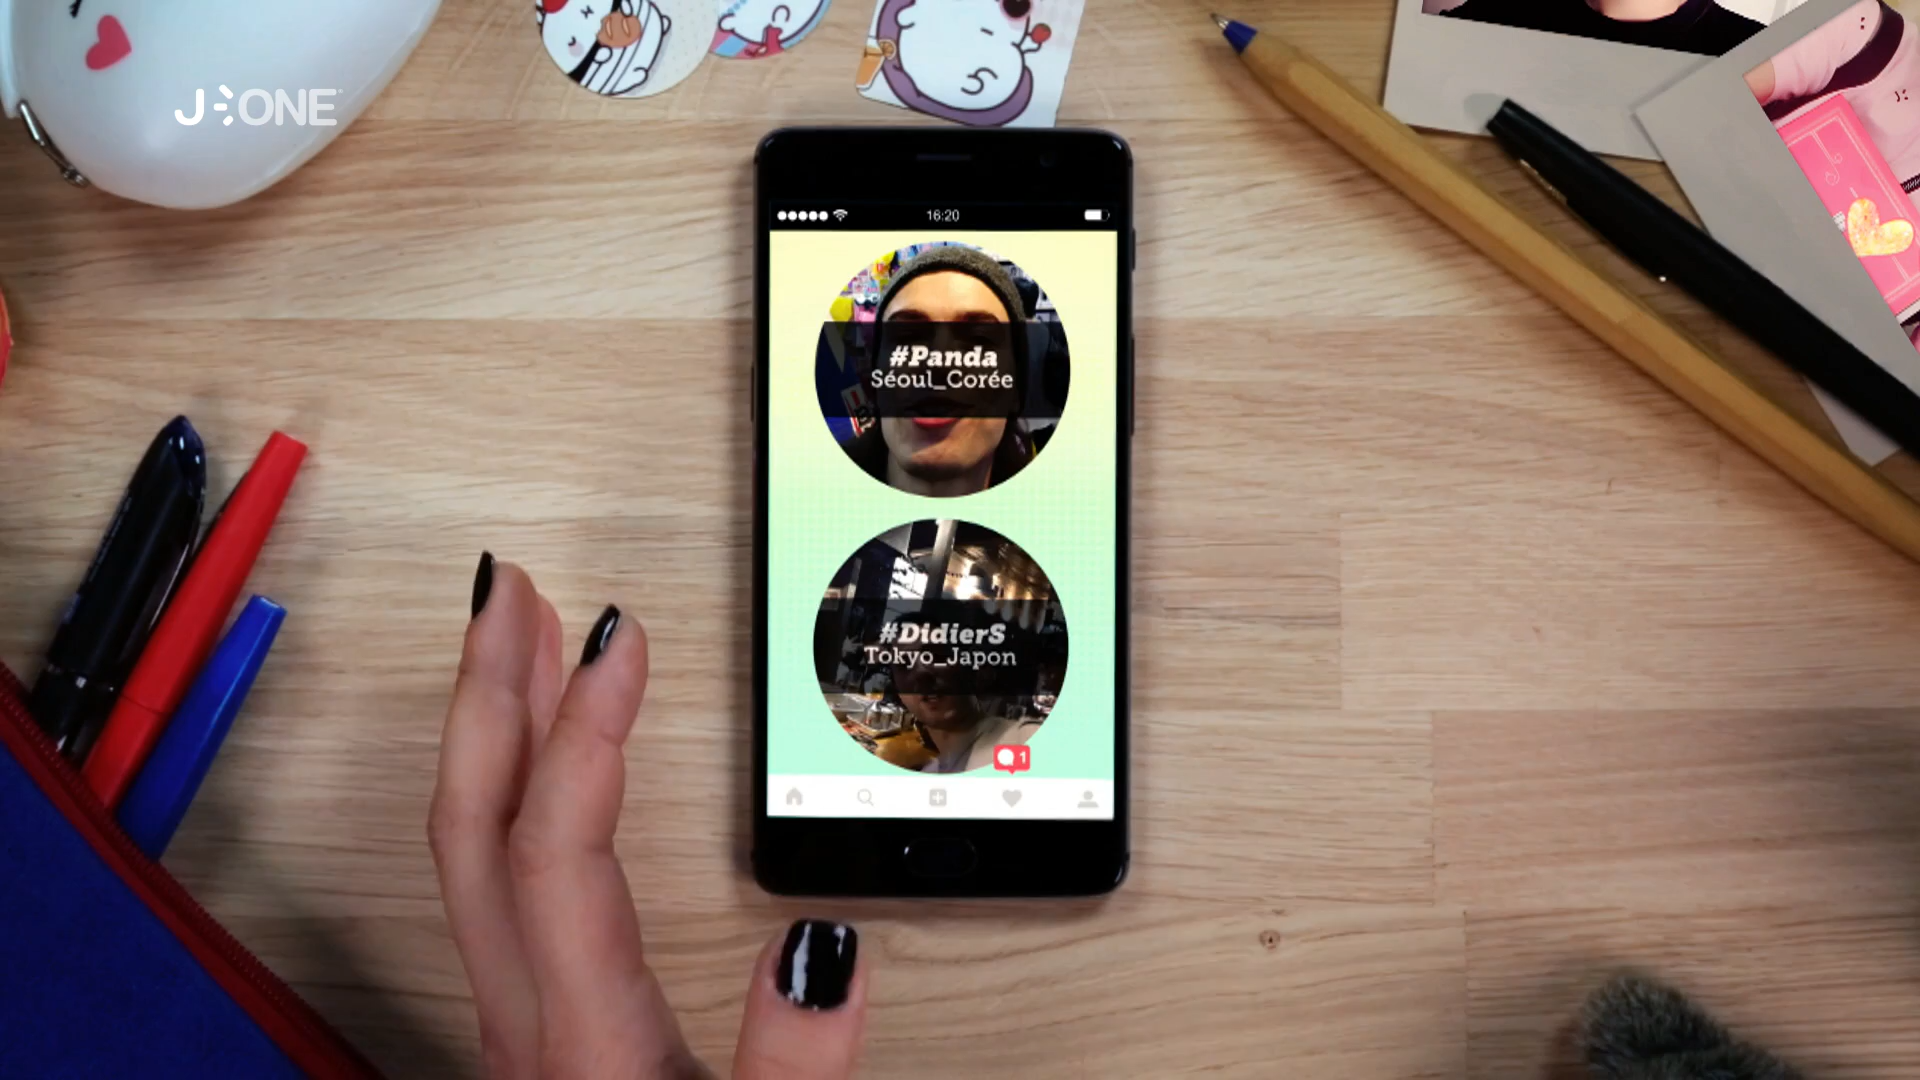 J-ONE
16:20
#Panda
Séoul_Corée
#DidierS
Tokyo_Japon
1